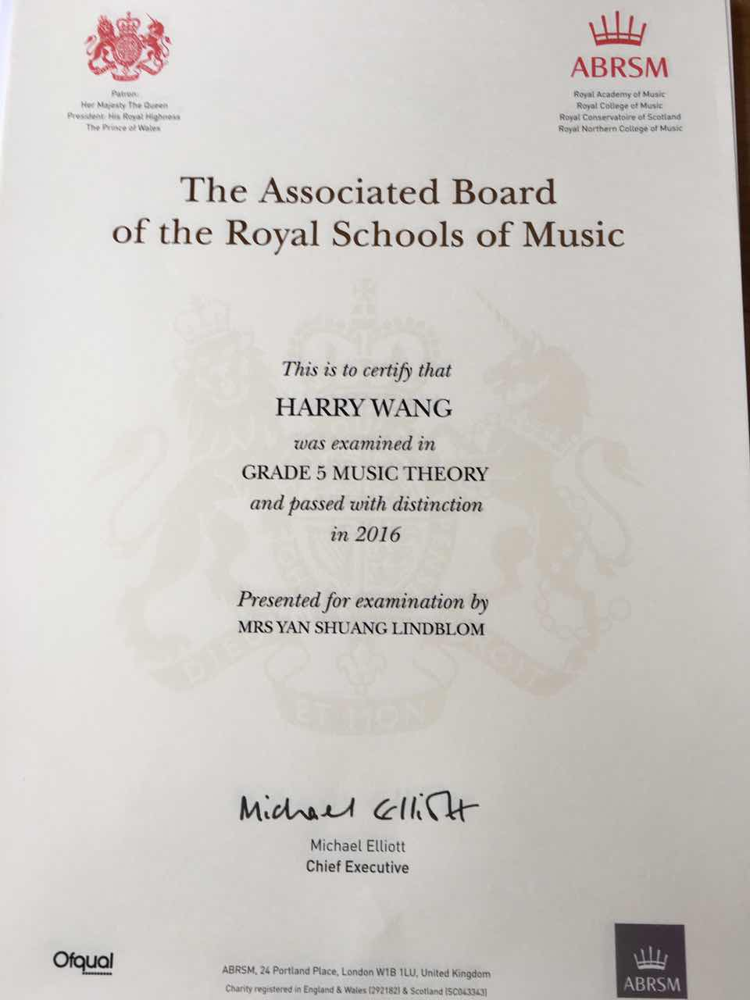 Patron:
Her Majesty The Queen
President: His Royal Highness
The Prince of Wales
ABRSM
Royal Academy of Music
Royal College of Music
Royal Conservatoire of Scotland
Royal Northern College of Music
The Associated Board
of the Royal Schools of Music
This is to certify that
HARRY WANG
was examined in
GRADE 5 MUSIC THEORY
and passed with distinction
in 2016
Presented for examination by
MRS YAN SHUANG LINDBLOM
ET MON
Michael Elliott
Michael Elliott
Chief Executive
Ofqual
ABRSM, 24 Portland Place, London W1B 1LU, United Kingdom
Charity registered in England & Wales (292182) & Scotland (SC043343)
ABRSM